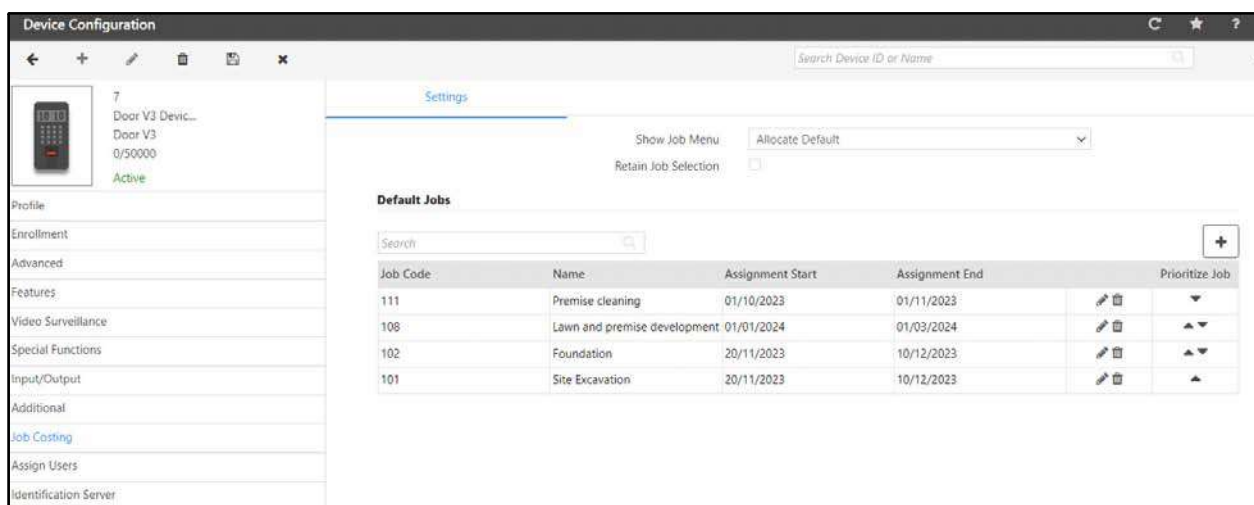 Device Configuration
?
Search Device ID or Name
7
Door V3 Devic...
Door V3
0/50000
Active
Profile
Enrollment
Advanced
Features
Video Surveillance
Special Functions
Input/Output
Additional
Job Costing
Assign Users
Identification Server
Settings
Show Job Menu Allocate Default
Retain Job Selection
Default Jobs
Search
Job Code Name Assignment Start Assignment End Prioritize Job
111 Premise cleaning 01/10/2023 01/11/2023
108 Lawn and premise development 01/01/2024 01/03/2024
102 Foundation 20/11/2023 10/12/2023
101 Site Excavation 20/11/2023 10/12/2023